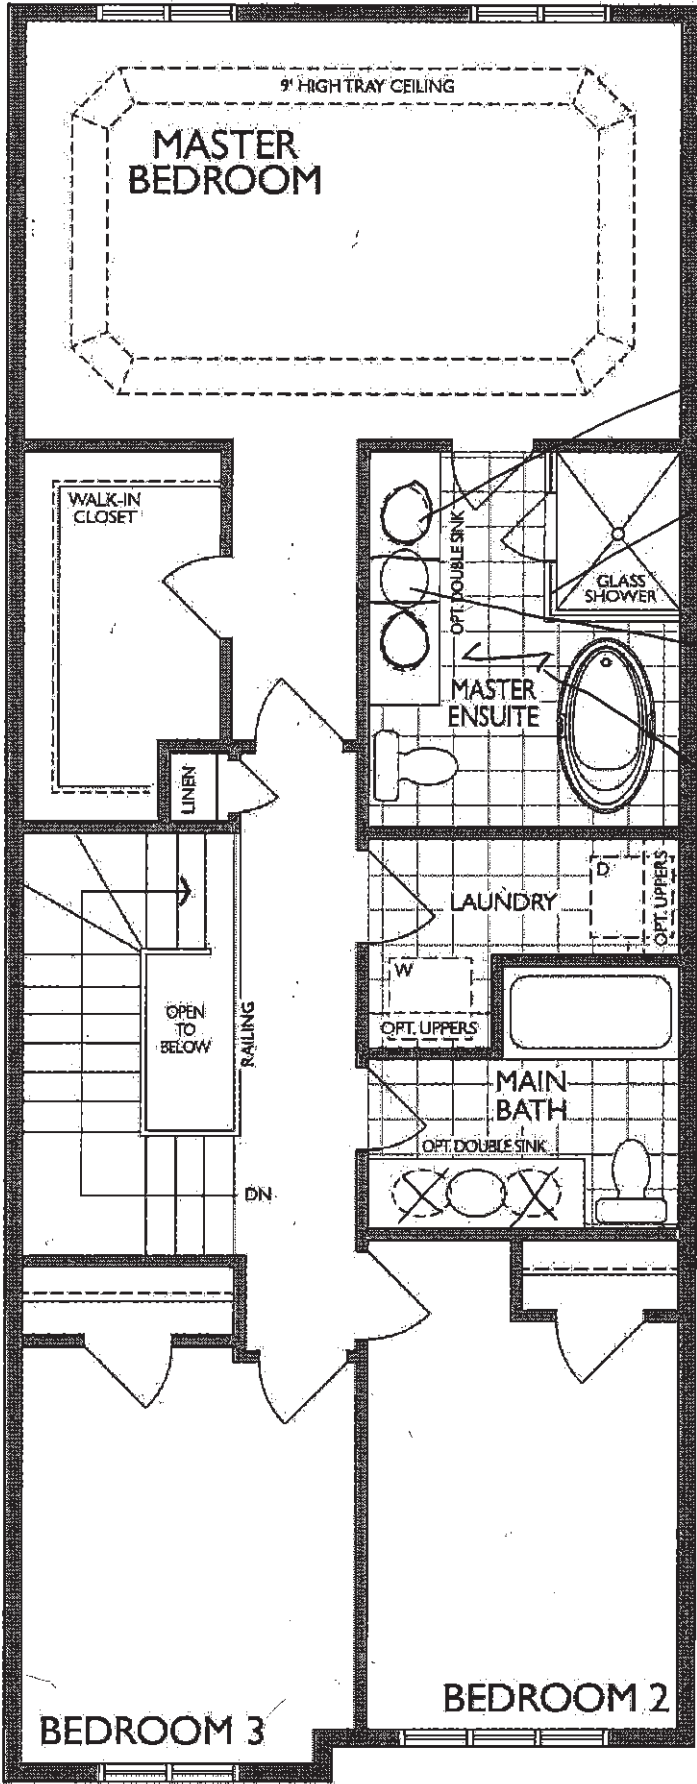 9' HIGH TRAY CEILING
MASTER
BEDROOM
WALK-IN
CLOSET
OPT. DOUBLE SINK
GLASS
SHOWER
MASTER
ENSUITE
LINEN
LAUNDRY
D
OPT. UPPERS
W
OPT. UPPERS
OPEN
TO
BELOW
RAILING
MAIN
BATH
OPT. DOUBLE SINK
DN
BEDROOM 2
BEDROOM 3